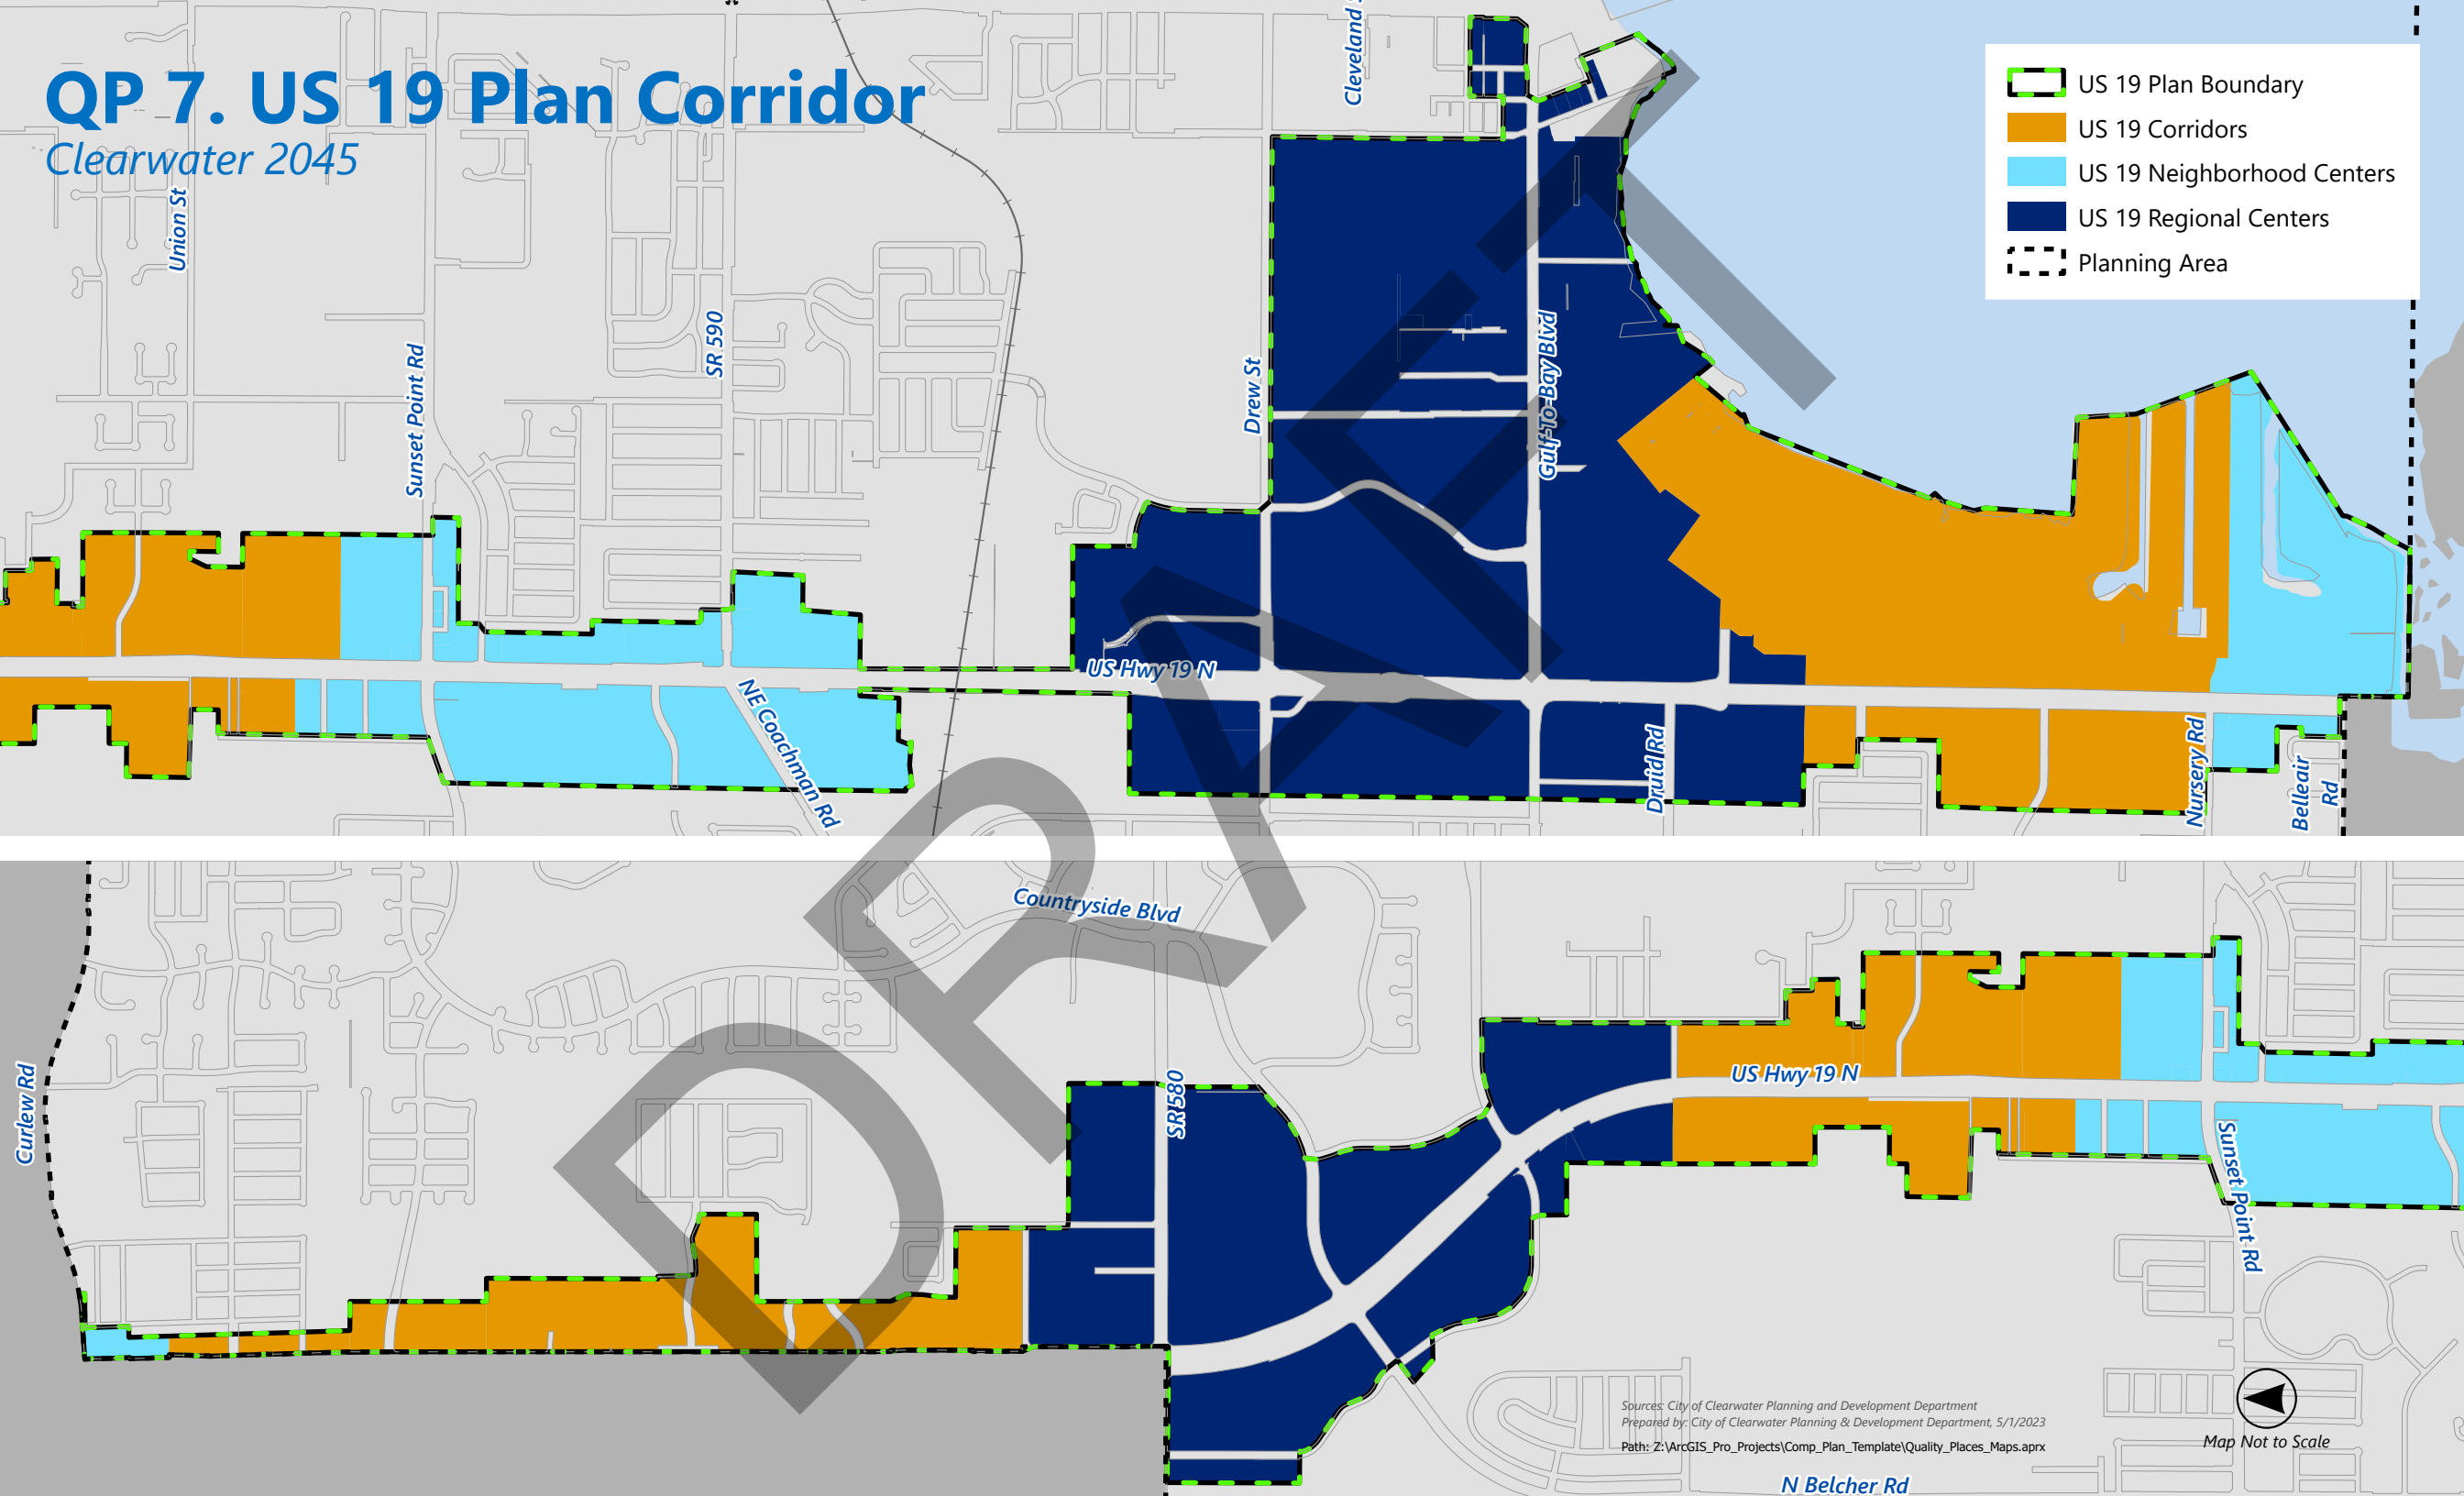 QP 7. US 19 Plan Corridor
Clearwater 2045
US 19 Plan Boundary
US 19 Corridors
US 19 Neighborhood Centers
US 19 Regional Centers
Planning Area
Union St
Sunset Point Rd
SR 590
NE Coachman Rd
US Hwy 19 N
Drew St
Cleveland
Gulf-To-Bay Blvd
Druid Rd
Nursery Rd
Belleair
Rd
DRAFT
Curlew Rd
Countryside Blvd
SR 580
US Hwy 19 N
Sunset Point Rd
N Belcher Rd
Sources: City of Clearwater Planning and Development Department
Prepared by: City of Clearwater Planning & Development Department, 5/1/2023
Path: Z:\ArcGIS_Pro_Projects\Comp_Plan_Template\Quality_Places_Maps.aprx
Map Not to Scale